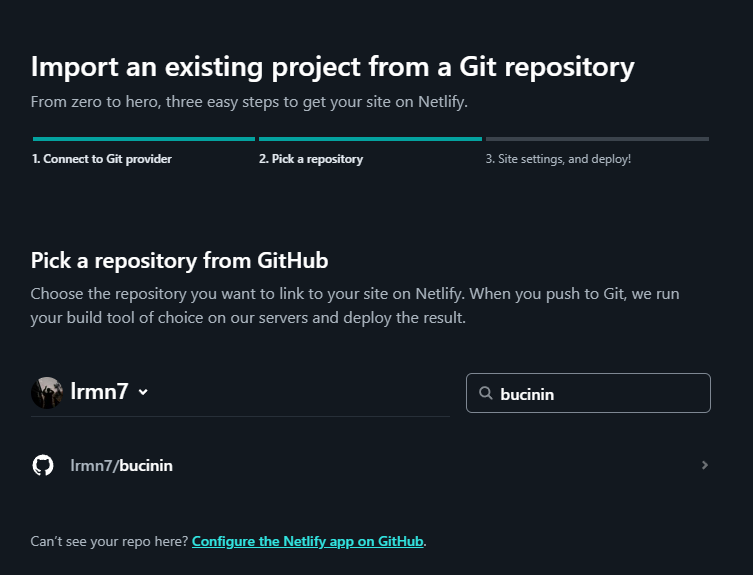 Import an existing project from a Git repository
From zero to hero, three easy steps to get your site on Netlify.
1. Connect to Git provider
2. Pick a repository
3. Site settings, and deploy!
Pick a repository from GitHub
Choose the repository you want to link to your site on Netlify. When you push to Git, we run
your build tool of choice on our servers and deploy the result.
lrmn7
bucinin
lrmn7/bucinin
Can't see your repo here? Configure the Netlify app on GitHub.